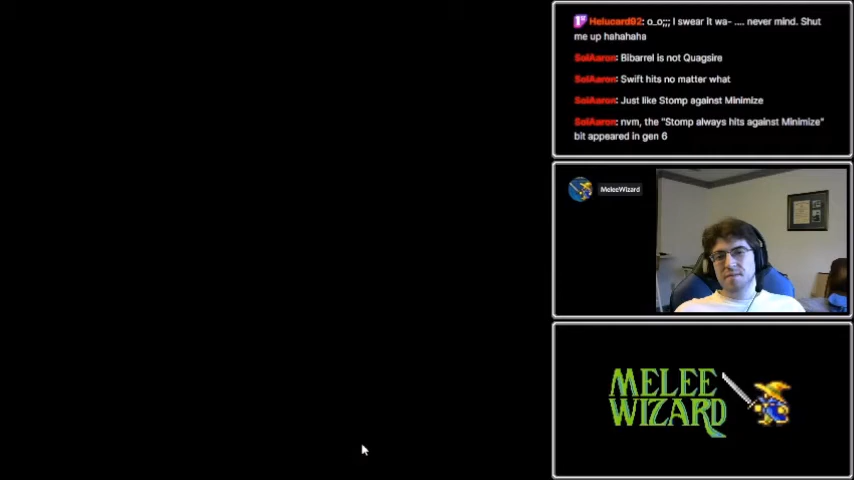 Helucard92: o_o;;; I swear it wa- .... never mind. Shut
me up hahahaha
SolAaron: Bibarrel is not Quagsire
SolAaron: Swift hits no matter what
SolAaron: Just like Stomp against Minimize
SolAaron: nvm, the "Stomp always hits against Minimize"
bit appeared in gen 6
MeleeWizard
MELEE
WIZARD